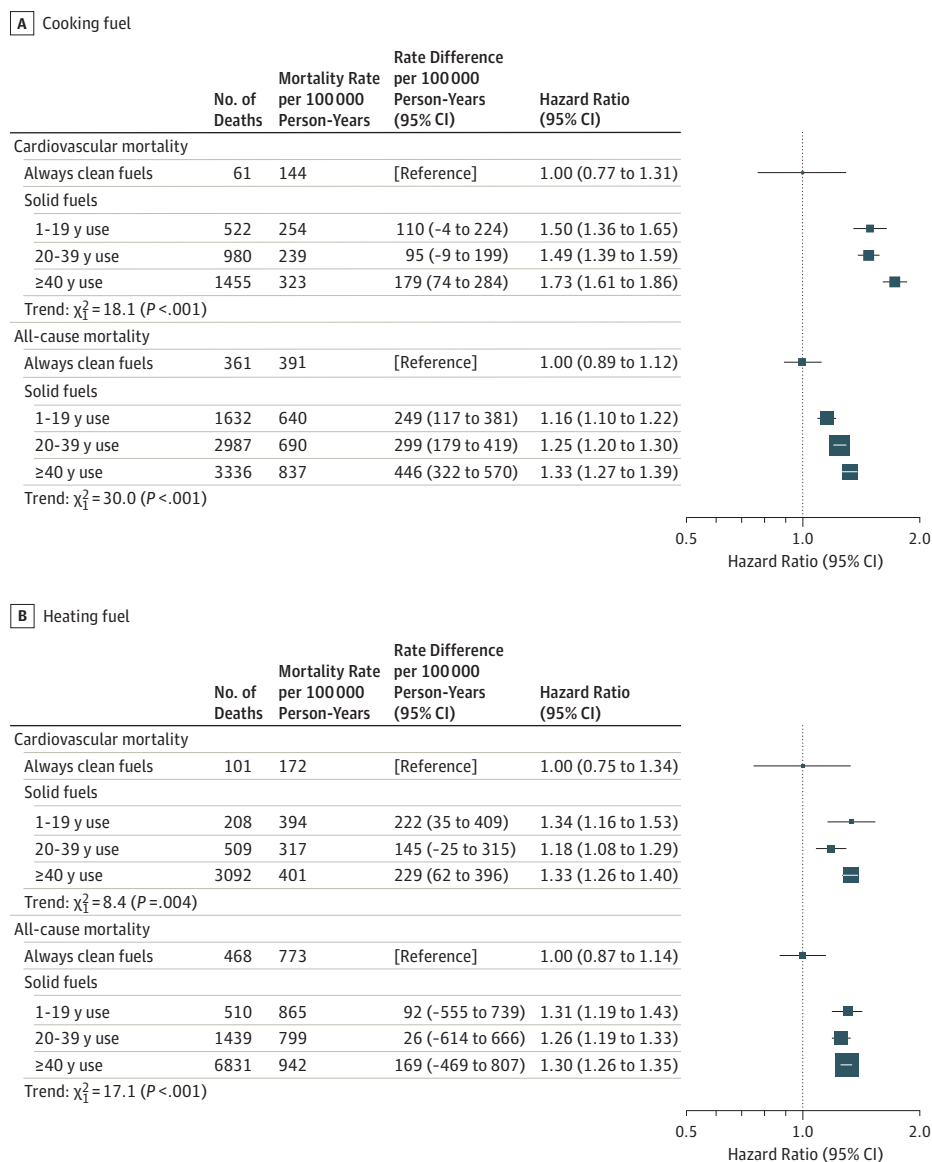 A Cooking fuel
No. of Deaths Mortality Rate per 100 000 Person-Years Rate Difference per 100 000 Person-Years (95% CI) Hazard Ratio (95% CI)
Cardiovascular mortality
Always clean fuels 61 144 [Reference] 1.00 (0.77 to 1.31)
Solid fuels
1-19 y use 522 254 110 (-4 to 224) 1.50 (1.36 to 1.65)
20-39 y use 980 239 95 (-9 to 199) 1.49 (1.39 to 1.59)
≥40 y use 1455 323 179 (74 to 284) 1.73 (1.61 to 1.86)
Trend: χ²₁ = 18.1 (P <.001)
All-cause mortality
Always clean fuels 361 391 [Reference] 1.00 (0.89 to 1.12)
Solid fuels
1-19 y use 1632 640 249 (117 to 381) 1.16 (1.10 to 1.22)
20-39 y use 2987 690 299 (179 to 419) 1.25 (1.20 to 1.30)
≥40 y use 3336 837 446 (322 to 570) 1.33 (1.27 to 1.39)
Trend: χ²₁ = 30.0 (P <.001)
0.5 1.0 2.0
Hazard Ratio (95% CI)
B Heating fuel
No. of Deaths Mortality Rate per 100 000 Person-Years Rate Difference per 100 000 Person-Years (95% CI) Hazard Ratio (95% CI)
Cardiovascular mortality
Always clean fuels 101 172 [Reference] 1.00 (0.75 to 1.34)
Solid fuels
1-19 y use 208 394 222 (35 to 409) 1.34 (1.16 to 1.53)
20-39 y use 509 317 145 (-25 to 315) 1.18 (1.08 to 1.29)
≥40 y use 3092 401 229 (62 to 396) 1.33 (1.26 to 1.40)
Trend: χ²₁ = 8.4 (P =.004)
All-cause mortality
Always clean fuels 468 773 [Reference] 1.00 (0.87 to 1.14)
Solid fuels
1-19 y use 510 865 92 (-555 to 739) 1.31 (1.19 to 1.43)
20-39 y use 1439 799 26 (-614 to 666) 1.26 (1.19 to 1.33)
≥40 y use 6831 942 169 (-469 to 807) 1.30 (1.26 to 1.35)
Trend: χ²₁ = 17.1 (P <.001)
0.5 1.0 2.0
Hazard Ratio (95% CI)